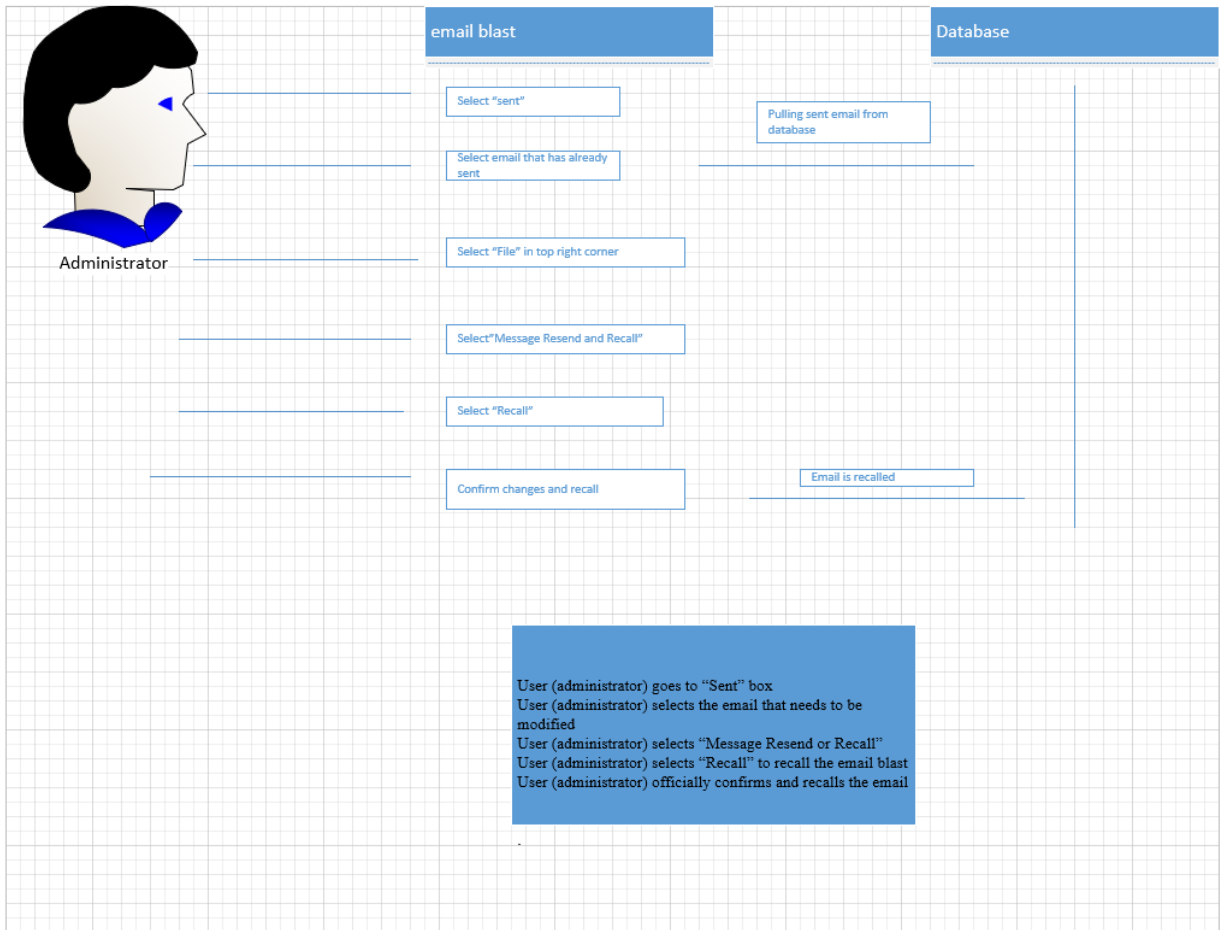 email blast
Database
Select “sent”
Pulling sent email from
database
Select email that has already
sent
Administrator
Select “File” in top right corner
Select”Message Resend and Recall”
Select “Recall”
Email is recalled
Confirm changes and recall
User (administrator) goes to “Sent” box
User (administrator) selects the email that needs to be
modified
User (administrator) selects “Message Resend or Recall”
User (administrator) selects “Recall” to recall the email blast
User (administrator) officially confirms and recalls the email
.